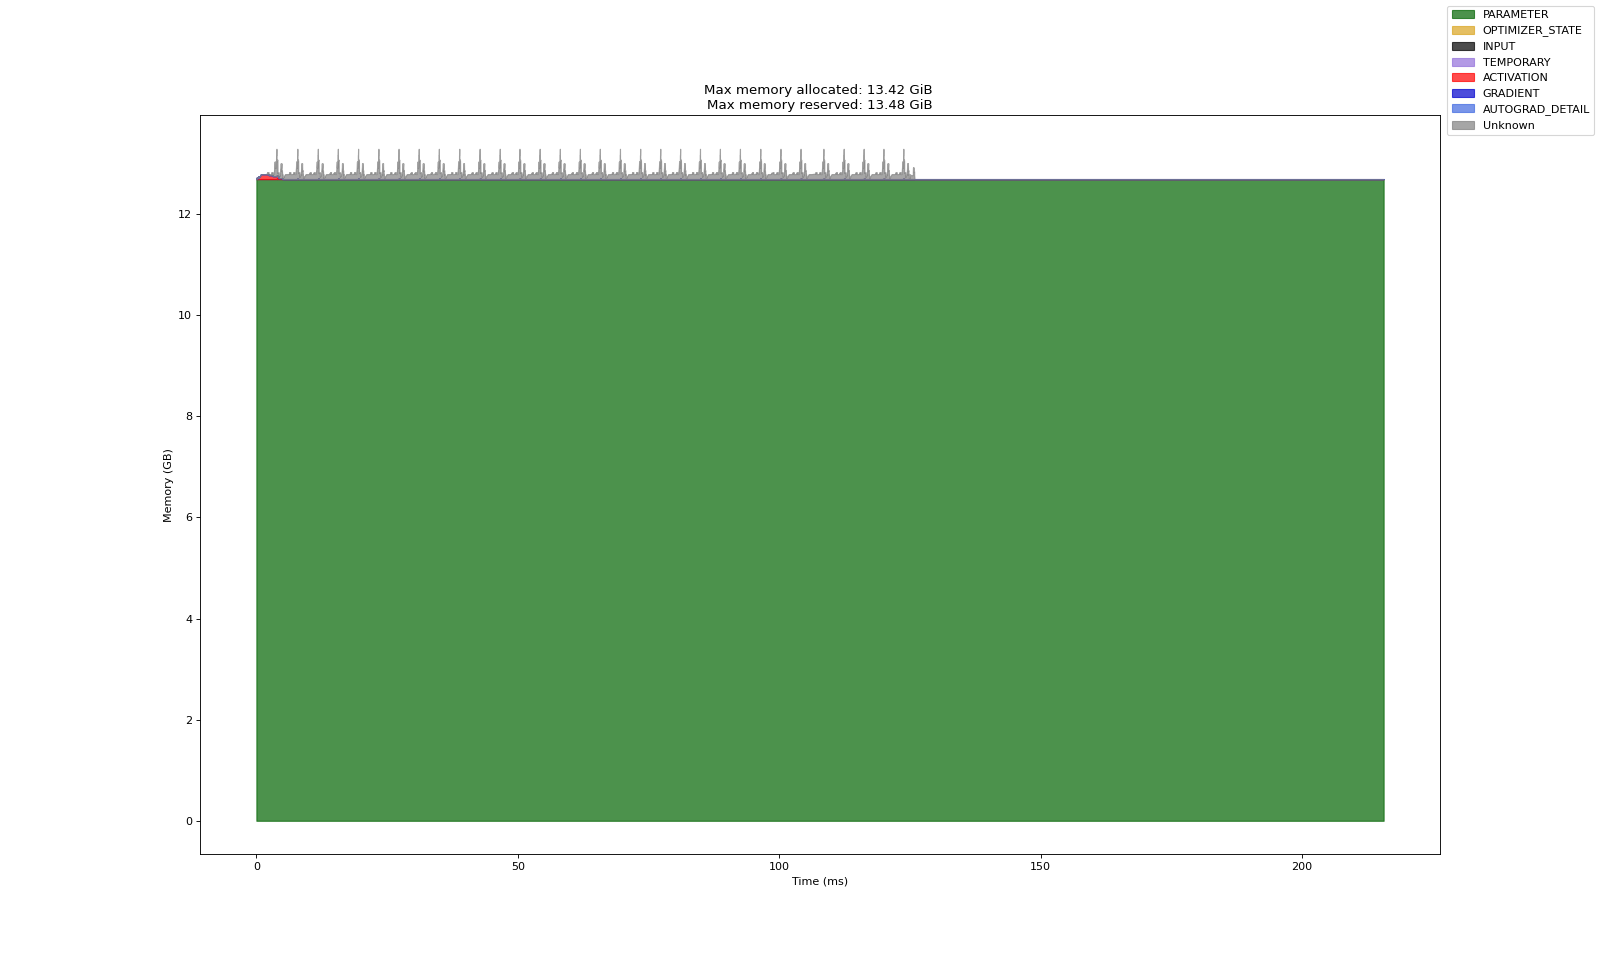 PARAMETER
OPTIMIZER_STATE
INPUT
TEMPORARY
ACTIVATION
GRADIENT
AUTOGRAD_DETAIL
Unknown
Max memory allocated: 13.42 GiB
Max memory reserved: 13.48 GiB
12
10
8
6
4
2
0
Memory (GB)
0 50 100 150 200
Time (ms)